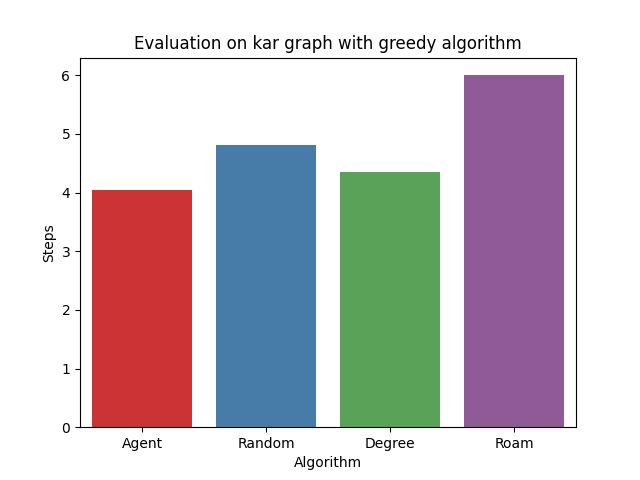 Evaluation on kar graph with greedy algorithm
6
5
4
3
2
1
0
Steps
Agent Random Degree Roam
Algorithm